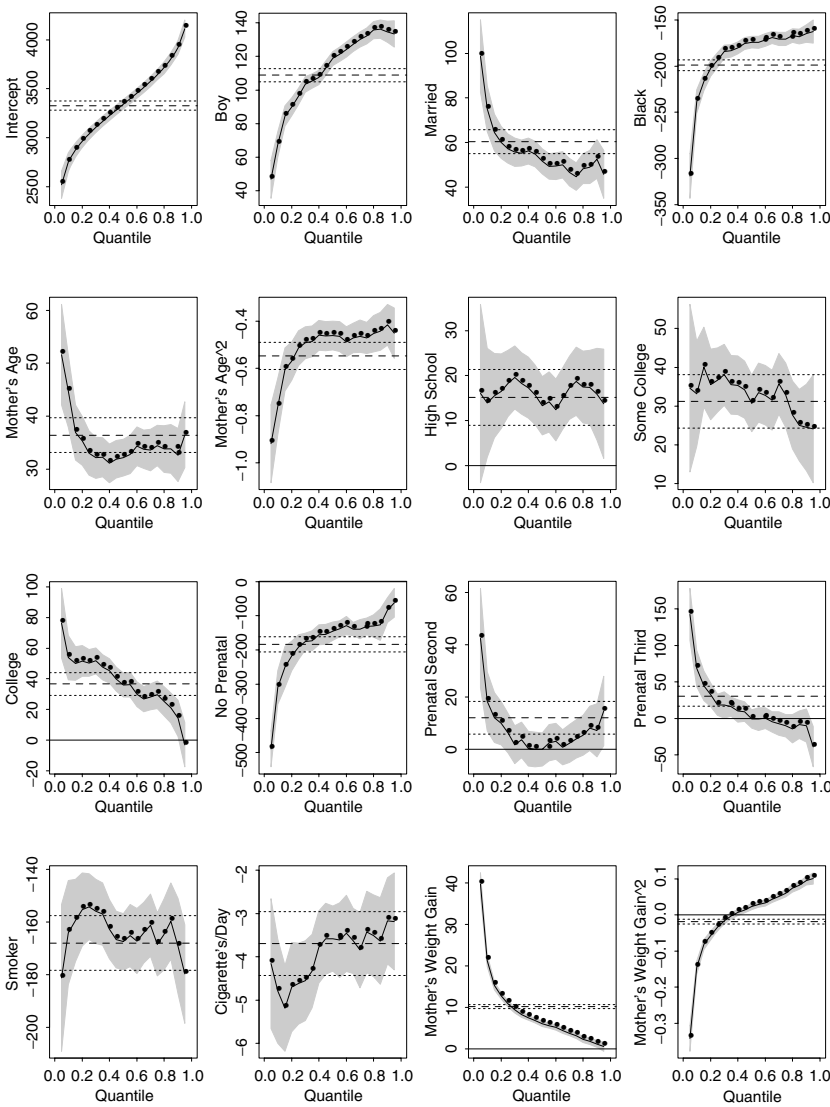 Intercept
2500 3000 3500 4000
0.0 0.2 0.4 0.6 0.8 1.0
Quantile
Boy
40 60 80 100 120 140
0.0 0.2 0.4 0.6 0.8 1.0
Quantile
Married
40 60 80 100
0.0 0.2 0.4 0.6 0.8 1.0
Quantile
Black
−350 −300 −250 −200 −150
0.0 0.2 0.4 0.6 0.8 1.0
Quantile
Mother's Age
30 40 50 60
0.0 0.2 0.4 0.6 0.8 1.0
Quantile
Mother's Age^2
−1.0 −0.8 −0.6 −0.4
0.0 0.2 0.4 0.6 0.8 1.0
Quantile
High School
0 10 20 30
0.0 0.2 0.4 0.6 0.8 1.0
Quantile
Some College
10 20 30 40 50
0.0 0.2 0.4 0.6 0.8 1.0
Quantile
College
−20 0 20 40 60 80 100
0.0 0.2 0.4 0.6 0.8 1.0
Quantile
No Prenatal
−500 −400 −300 −200 −100 0
0.0 0.2 0.4 0.6 0.8 1.0
Quantile
Prenatal Second
0 20 40 60
0.0 0.2 0.4 0.6 0.8 1.0
Quantile
Prenatal Third
−50 0 50 100 150
0.0 0.2 0.4 0.6 0.8 1.0
Quantile
Smoker
−200 −180 −160 −140
0.0 0.2 0.4 0.6 0.8 1.0
Quantile
Cigarette's/Day
−6 −5 −4 −3 −2
0.0 0.2 0.4 0.6 0.8 1.0
Quantile
Mother's Weight Gain
0 10 20 30 40
0.0 0.2 0.4 0.6 0.8 1.0
Quantile
Mother's Weight Gain^2
−0.3 −0.2 −0.1 0.0 0.1
0.0 0.2 0.4 0.6 0.8 1.0
Quantile